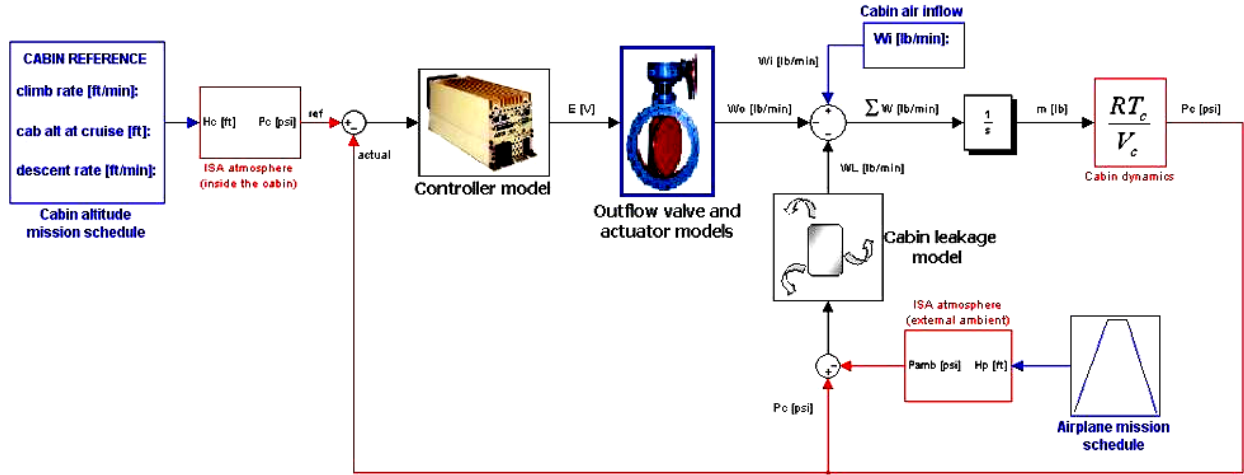 CABIN REFERENCE
climb rate [ft/min]:
cab alt at cruise [ft]:
descent rate [ft/min]:
Cabin altitude
mission schedule
Hc [ft]
Pc [psi]
ISA atmosphere
(inside the cabin)
ref
actual
Controller model
E [V]
Outflow valve and
actuator models
Wo [lb/min]
Cabin air inflow
Wi [lb/min]:
Wi [lb/min]
∑ W [lb/min]
WL [lb/min]
1
s
m [lb]
RTc
Vc
Cabin dynamics
Pc [psi]
Cabin leakage
model
ISA atmosphere
(external ambient)
Pamb [psi]
Hp [ft]
Pc [psi]
Airplane mission
schedule